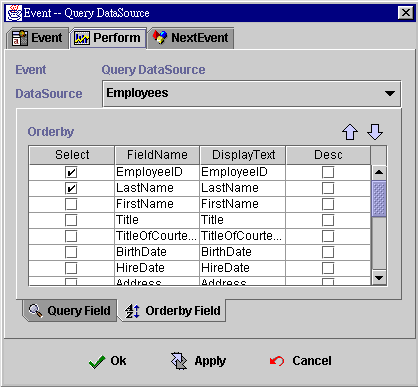 Event -- Query DataSource
Event Perform NextEvent
Event Query DataSource
DataSource Employees
Orderby
Select FieldName DisplayText Desc
EmployeeID EmployeeID
LastName LastName
FirstName FirstName
Title Title
TitleOfCourte... TitleOfCourte...
BirthDate BirthDate
HireDate HireDate
Address Address
Query Field Orderby Field
Ok Apply Cancel